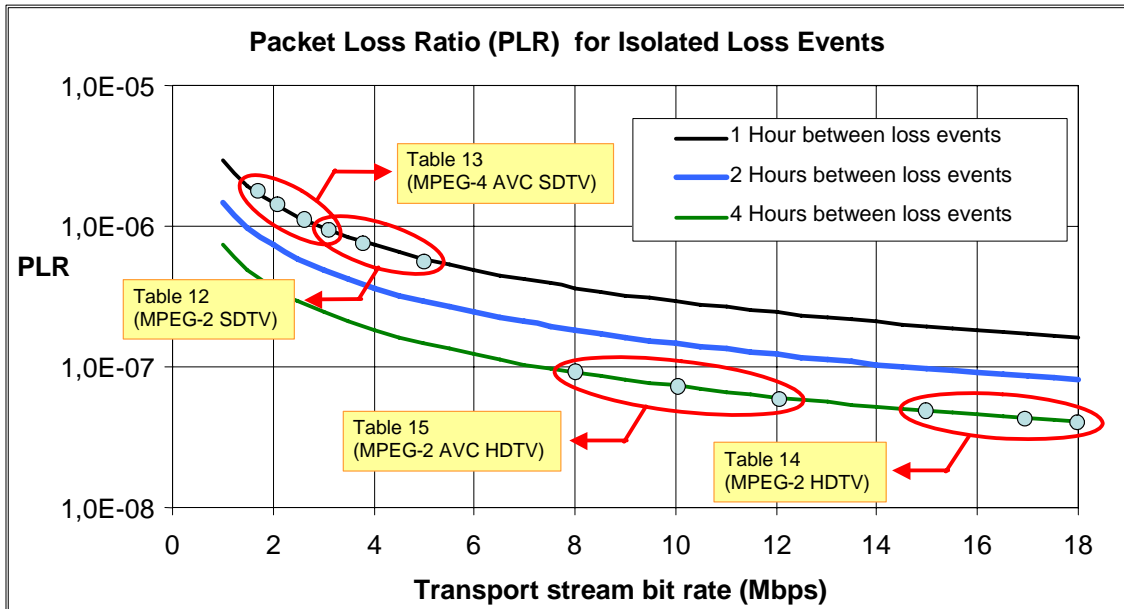 Packet Loss Ratio (PLR) for Isolated Loss Events
1,0E-05
1,0E-06
1,0E-07
1,0E-08
PLR
1 Hour between loss events
2 Hours between loss events
4 Hours between loss events
Table 13
(MPEG-4 AVC SDTV)
Table 12
(MPEG-2 SDTV)
Table 15
(MPEG-2 AVC HDTV)
Table 14
(MPEG-2 HDTV)
0 2 4 6 8 10 12 14 16 18
Transport stream bit rate (Mbps)